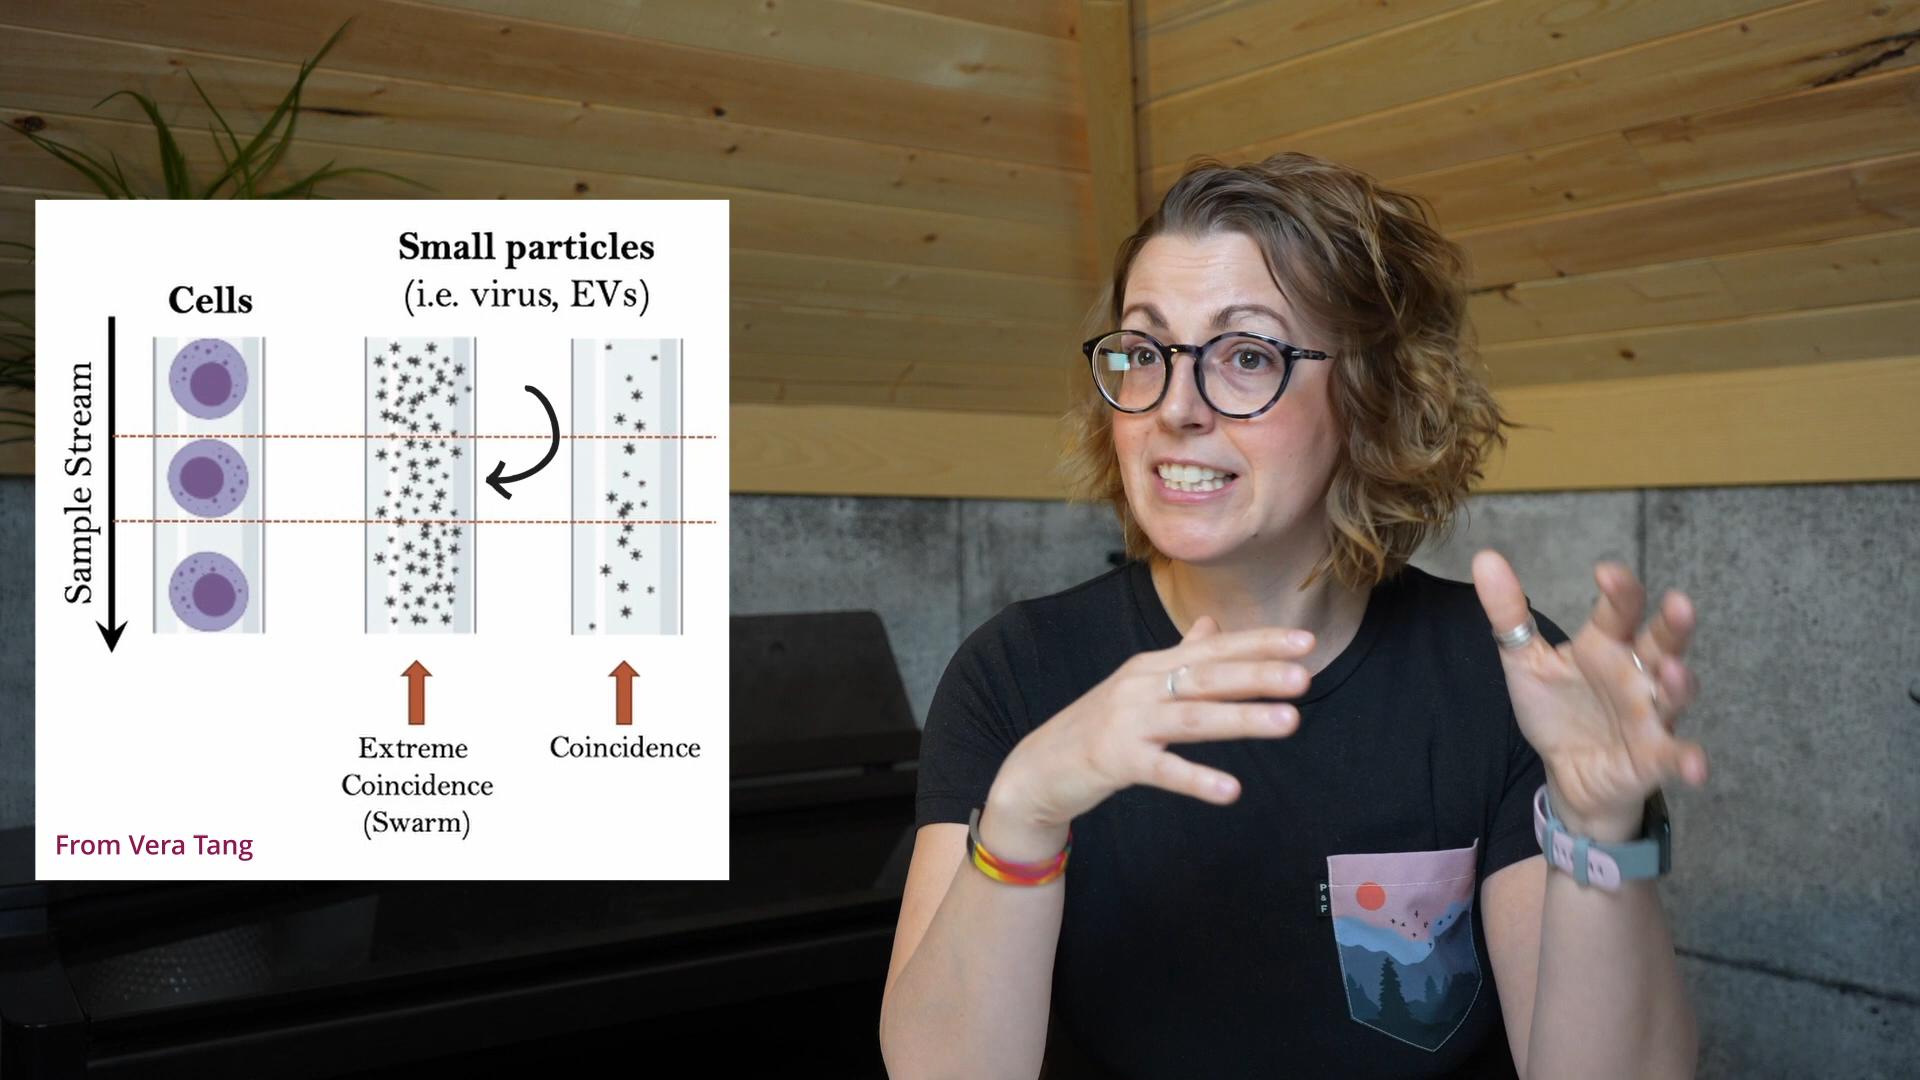 Small particles
(i.e. virus, EVs)
Cells
Sample Stream
Extreme
Coincidence
(Swarm)
Coincidence
From Vera Tang
P
&
F